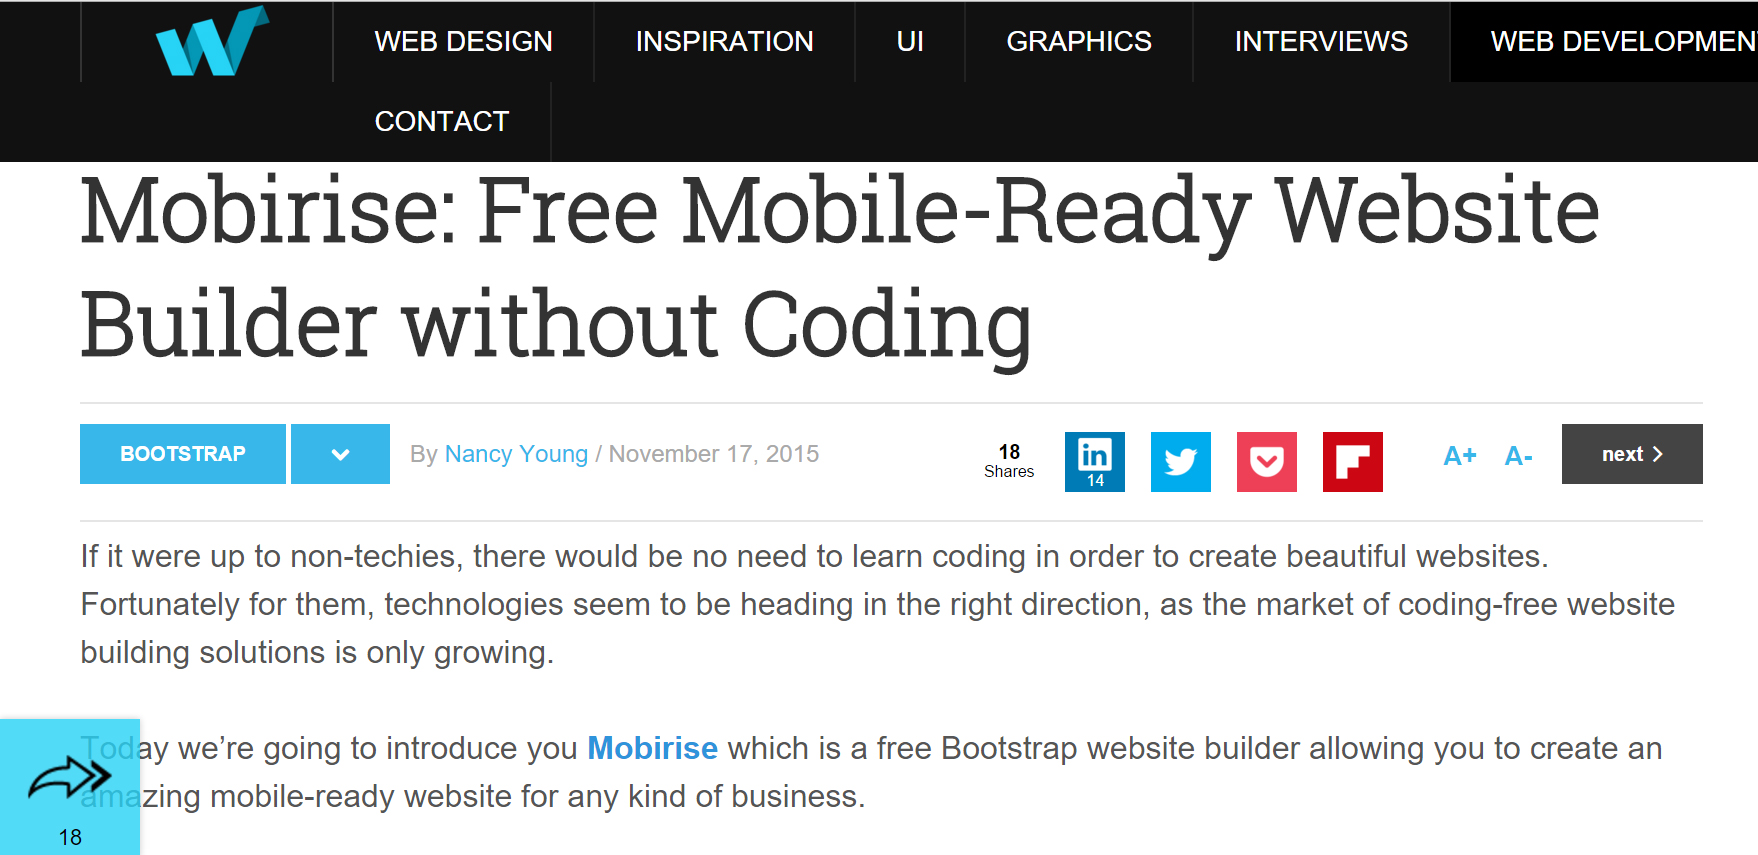 WEB DESIGN INSPIRATION UI GRAPHICS INTERVIEWS WEB DEVELOPMEN
CONTACT
Mobirise: Free Mobile-Ready Website
Builder without Coding
BOOTSTRAP By Nancy Young / November 17, 2015 18 Shares 14 A+ A- next
If it were up to non-techies, there would be no need to learn coding in order to create beautiful websites.
Fortunately for them, technologies seem to be heading in the right direction, as the market of coding-free website
building solutions is only growing.
Today we’re going to introduce you Mobirise which is a free Bootstrap website builder allowing you to create an
amazing mobile-ready website for any kind of business.
18